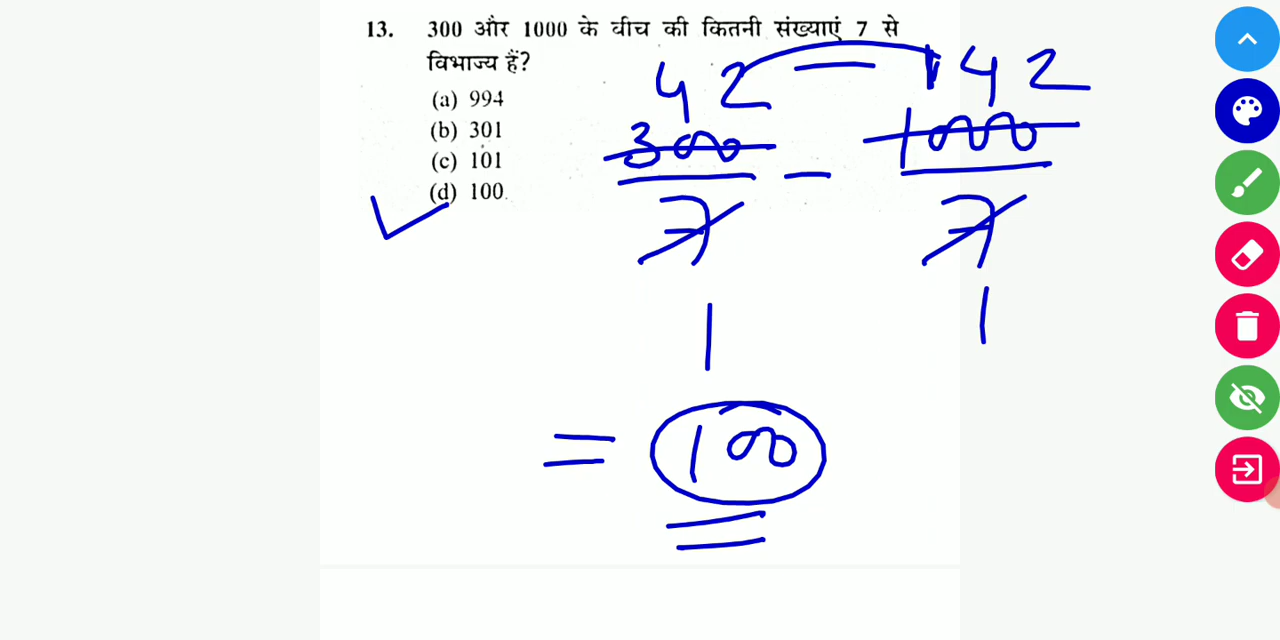 13. 300 और 1000 के बीच की कितनी संख्याएं 7 से
विभाज्य हैं?
(a) 994
(b) 301
(c) 101
(d) 100.
42 — 142
300 — 1000
7 7
1 1
= 100